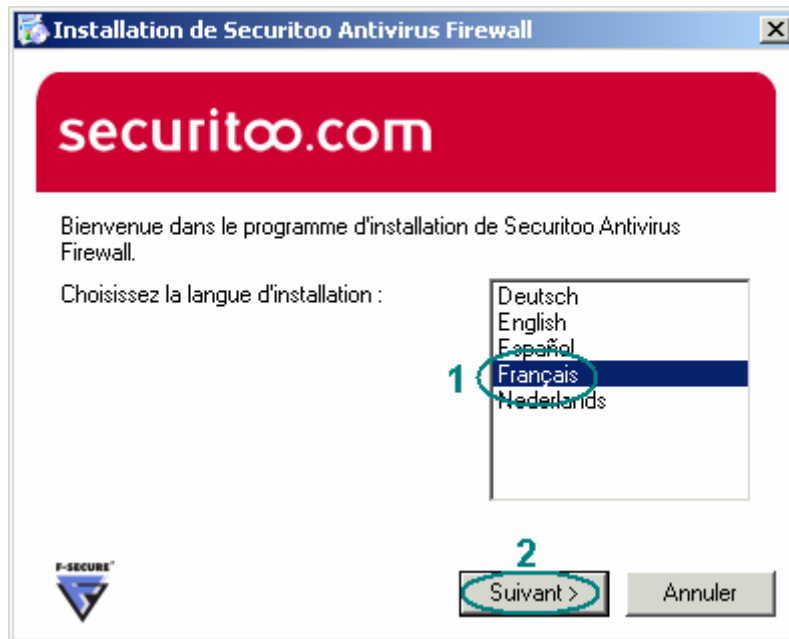 Installation de Securitoo Antivirus Firewall
securitoo.com
Bienvenue dans le programme d'installation de Securitoo Antivirus
Firewall.
Choisissez la langue d'installation :
Deutsch
English
Español
1 Français
Nederlands
2
F-SECURE
Suivant >
Annuler